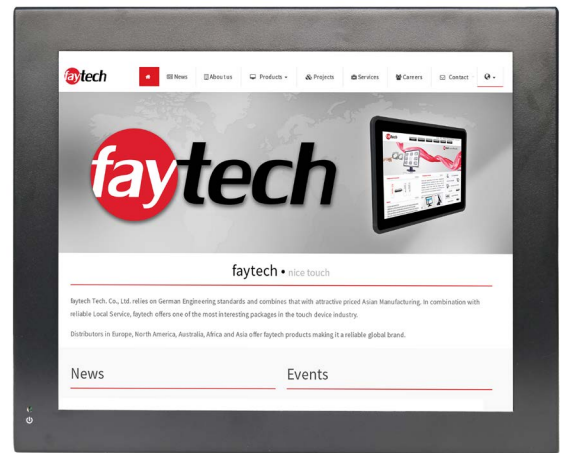 faytech
News
About us
Products
Projects
Services
Careers
Contact
faytech
faytech • nice touch
faytech Tech. Co., Ltd. relies on German Engineering standards and combines that with attractive priced Asian Manufacturing. In combination with
reliable Local Service, faytech offers one of the most interesting packages in the touch device industry.
Distributors in Europe, North America, Australia, Africa and Asia offer faytech products making it a reliable global brand.
News
Events